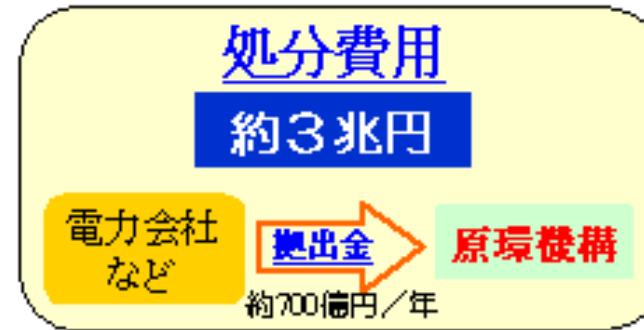 処分費用
約3兆円
電力会社
など
拠出金
原環機構
約700億円／年